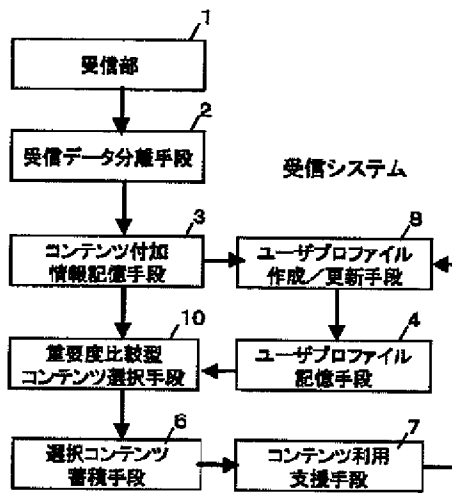 1
受信部
2
受信データ分離手段
受信システム
3
コンテンツ付加
情報記憶手段
8
ユーザプロファイル
作成/更新手段
10
重要度比較型
コンテンツ選択手段
4
ユーザプロファイル
記憶手段
6
選択コンテンツ
蓄積手段
7
コンテンツ利用
支援手段